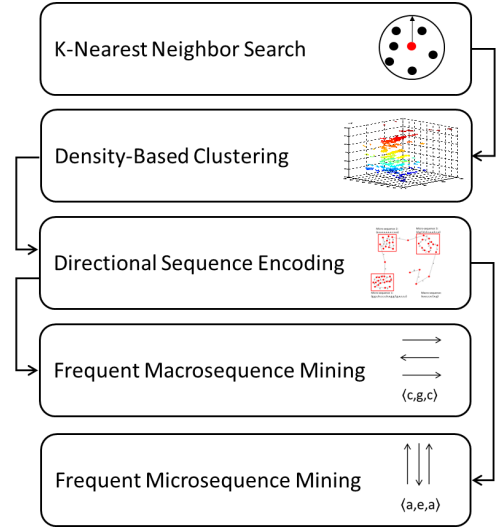 K-Nearest Neighbor Search
Density-Based Clustering
Directional Sequence Encoding
Frequent Macrosequence Mining
⟨c,g,c⟩
Frequent Microsequence Mining
⟨a,e,a⟩